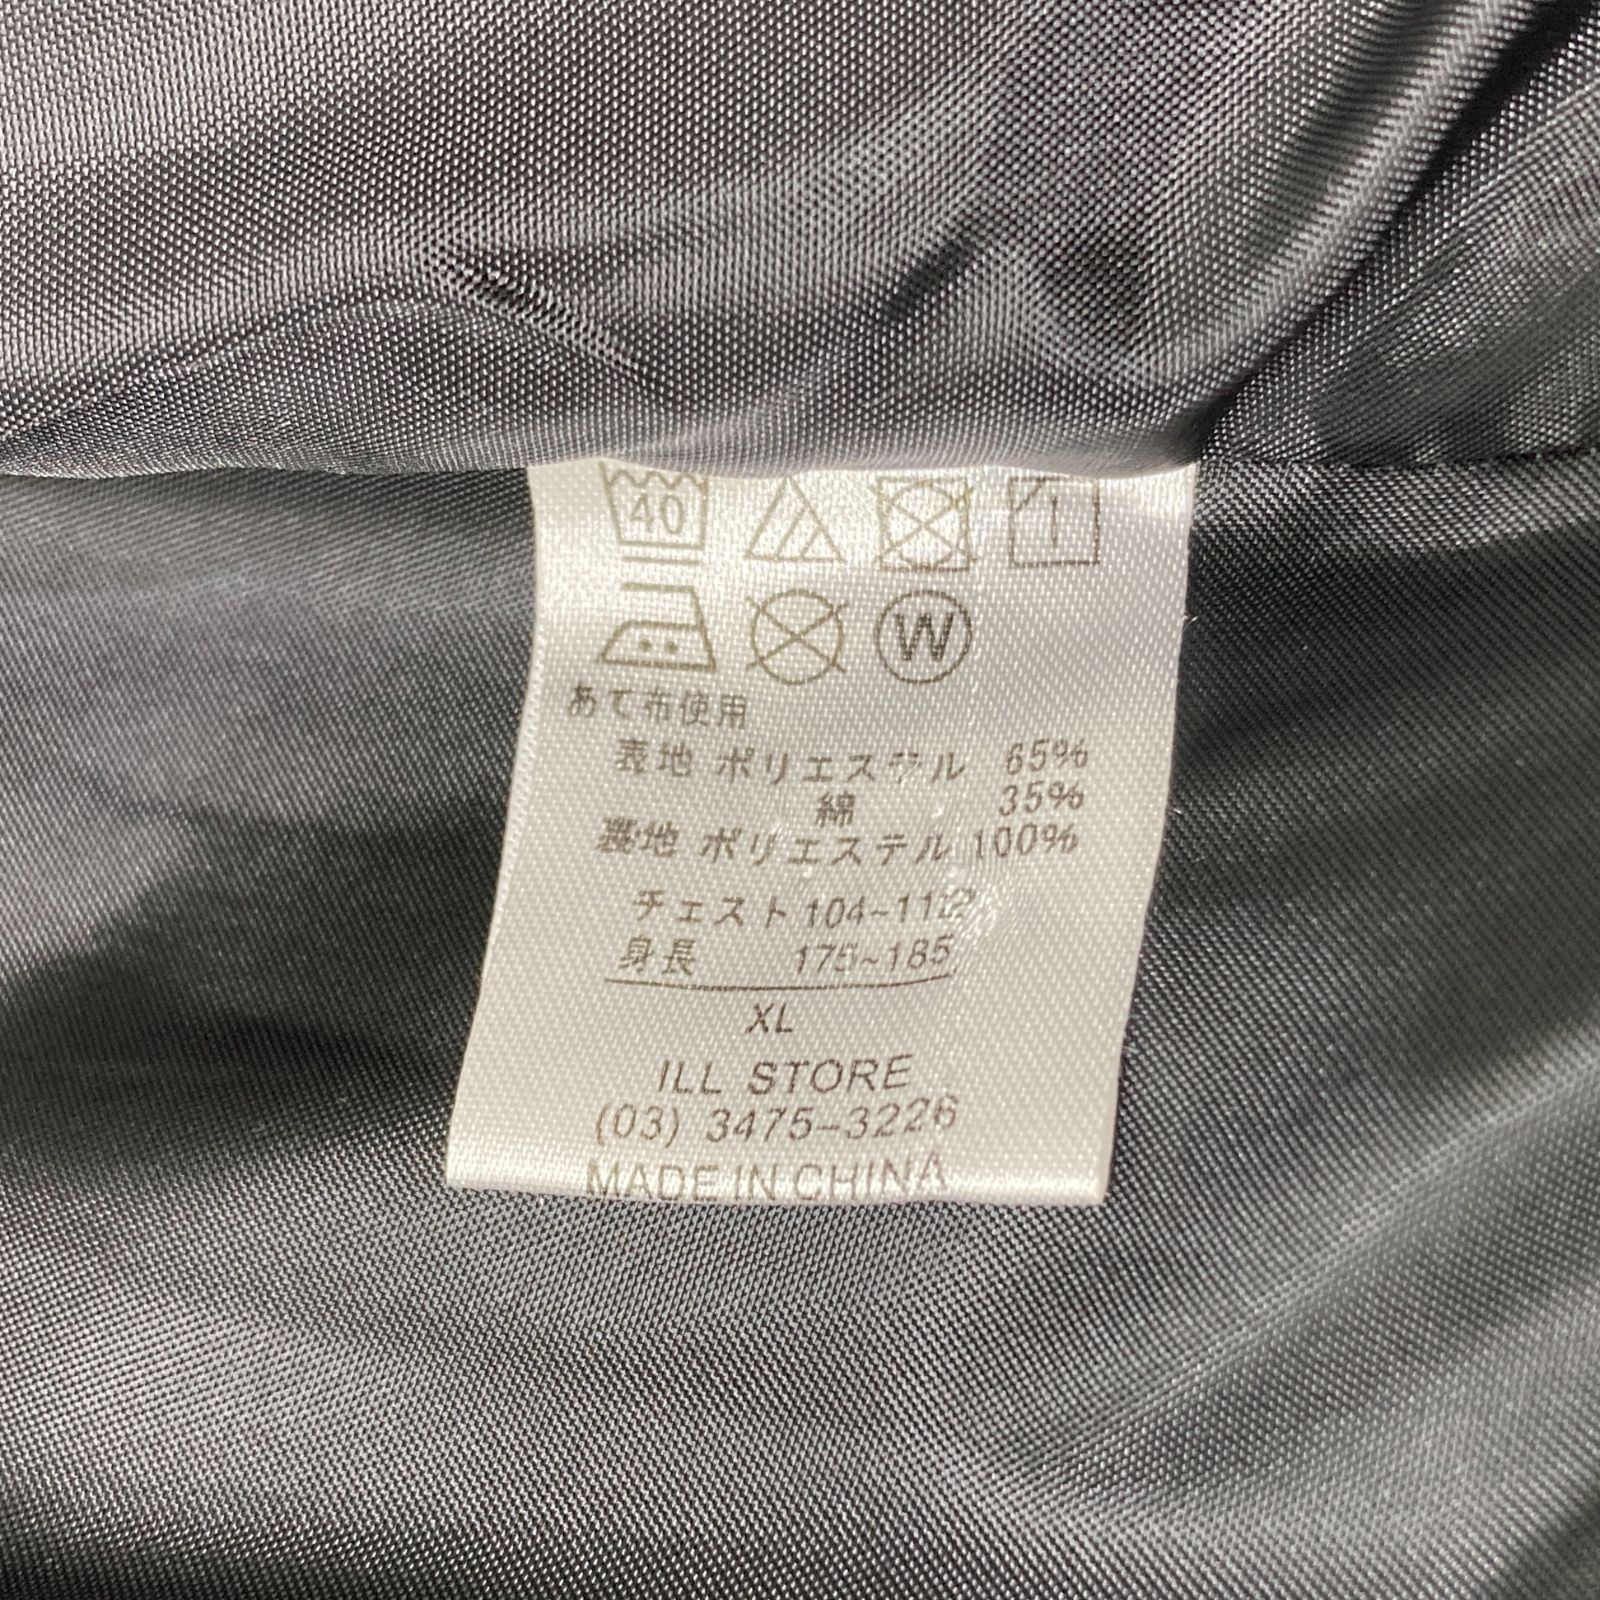 40
W
あて布使用
表地 ポリエステル 65%
綿 35%
裏地 ポリエステル 100%
チェスト 104~112
身長 175~185
XL
ILL STORE
(03) 3475-3226
MADE IN CHINA